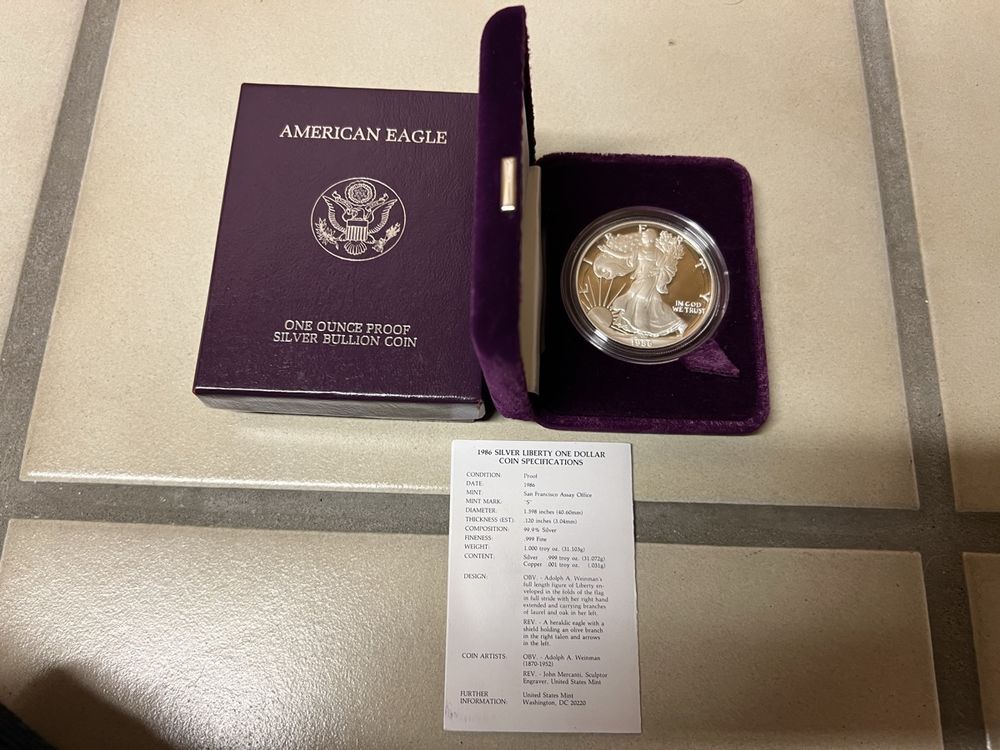 AMERICAN EAGLE
ONE OUNCE PROOF
SILVER BULLION COIN
LIBERTY
IN GOD
WE TRUST
1986
1986 SILVER LIBERTY ONE DOLLAR
COIN SPECIFICATIONS
CONDITION: Proof
DATE: 1986
MINT: San Francisco Assay Office
MINT MARK: "S"
DIAMETER: 1.598 inches (40.60mm)
THICKNESS (EST): .120 inches (3.04mm)
COMPOSITION: 99.9% Silver
FINENESS: .999 Fine
WEIGHT: 1.000 troy oz. (31.103g)
CONTENT: Silver .999 troy oz. (31.072g)
Copper .001 troy oz. (.031g)
DESIGN: OBV. - Adolph A. Weinman's
full length figure of Liberty en-
veloped in the folds of the flag
in full stride with her right hand
extended and carrying branches
of laurel and oak in her left.
REV. - A heraldic eagle with a
shield holding an olive branch
in the right talon and arrows
in the left.
COIN ARTISTS: OBV. - Adolph A. Weinman
(1870-1952)
REV. - John Mercanti, Sculptor
Engraver, United States Mint
FURTHER
INFORMATION: United States Mint
Washington, DC 20220